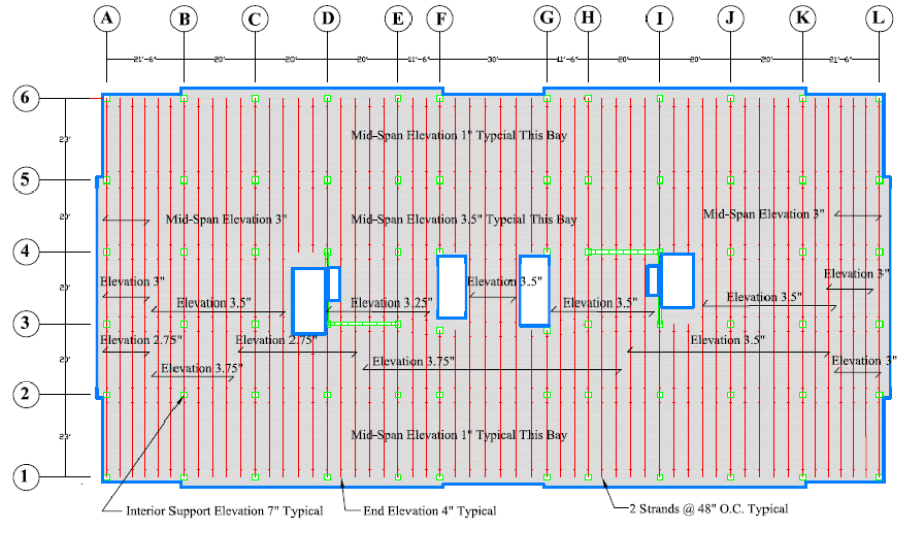 A B C D E F G H I J K L
21'-6" 20' 20' 20' 11'-6" 30' 11'-6" 20' 20' 20' 21'-6"
6
Mid-Span Elevation 1" Typcial This Bay
23'
5
Mid-Span Elevation 3"
Mid-Span Elevation 3.5" Typcial This Bay
Mid-Span Elevation 3"
20'
4
Elevation 3"
Elevation 3.5"
Elevation 3.25"
Elevation 3.5"
Elevation 3.5"
Elevation 3.5"
Elevation 3"
20'
3
Elevation 2.75"
Elevation 2.75"
Elevation 3.5"
Elevation 3.75"
Elevation 3.75"
Elevation 3"
20'
2
Mid-Span Elevation 1" Typical This Bay
23'
1
Interior Support Elevation 7" Typical
End Elevation 4" Typical
2 Strands @ 48" O.C. Typical